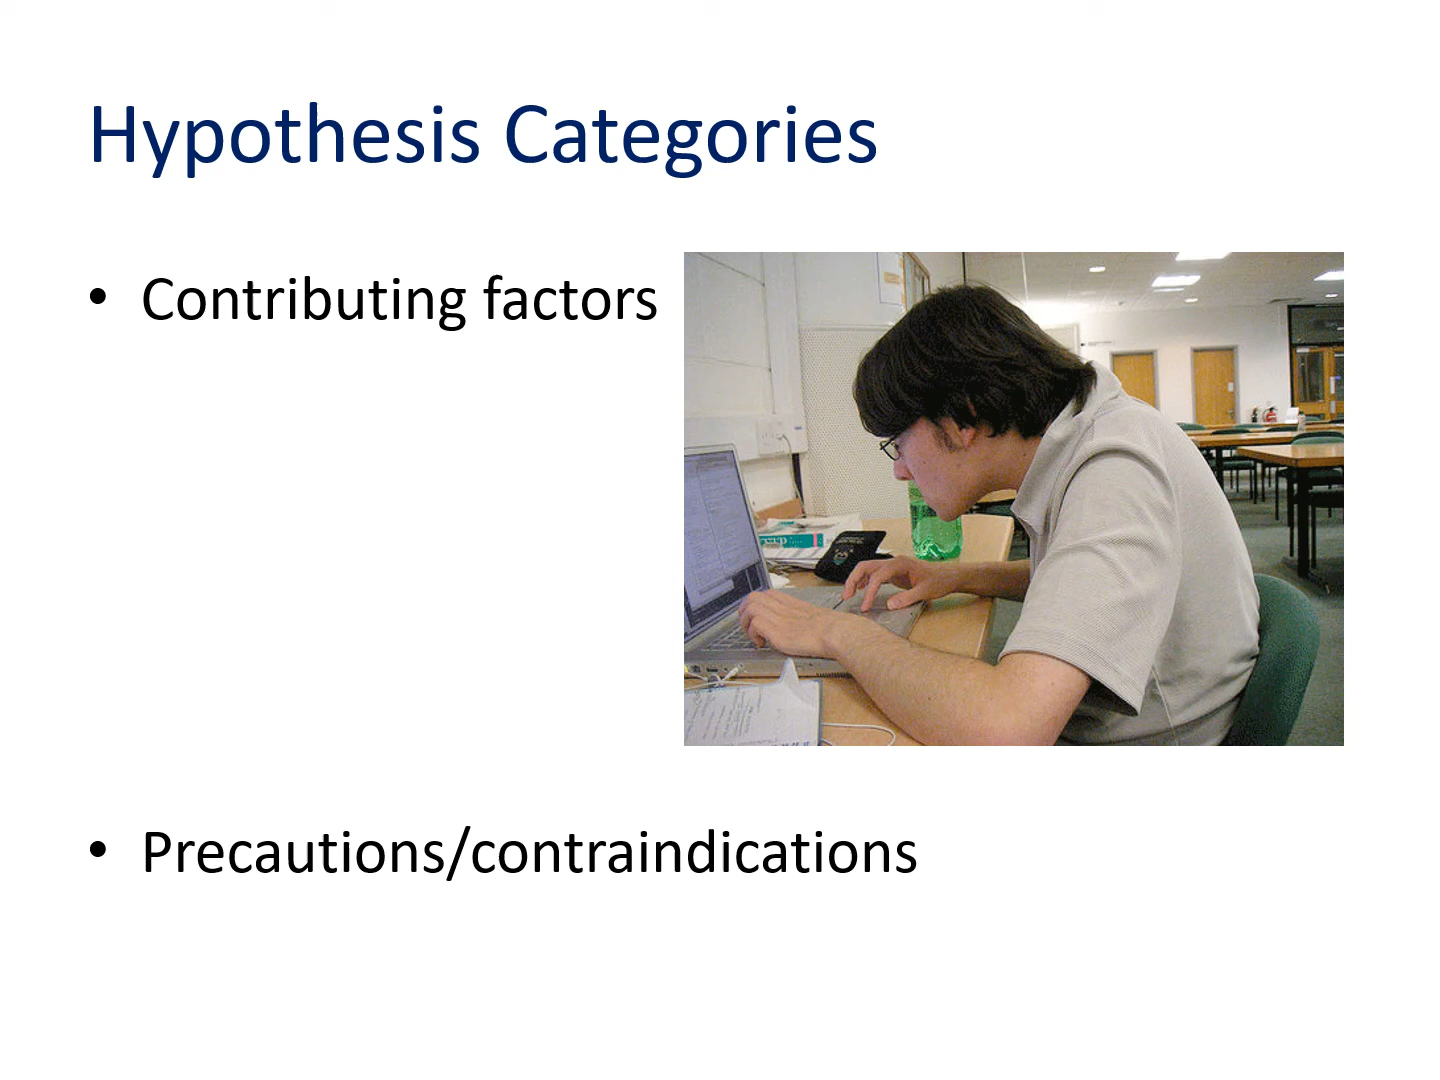 Hypothesis Categories
• Contributing factors
• Precautions/contraindications